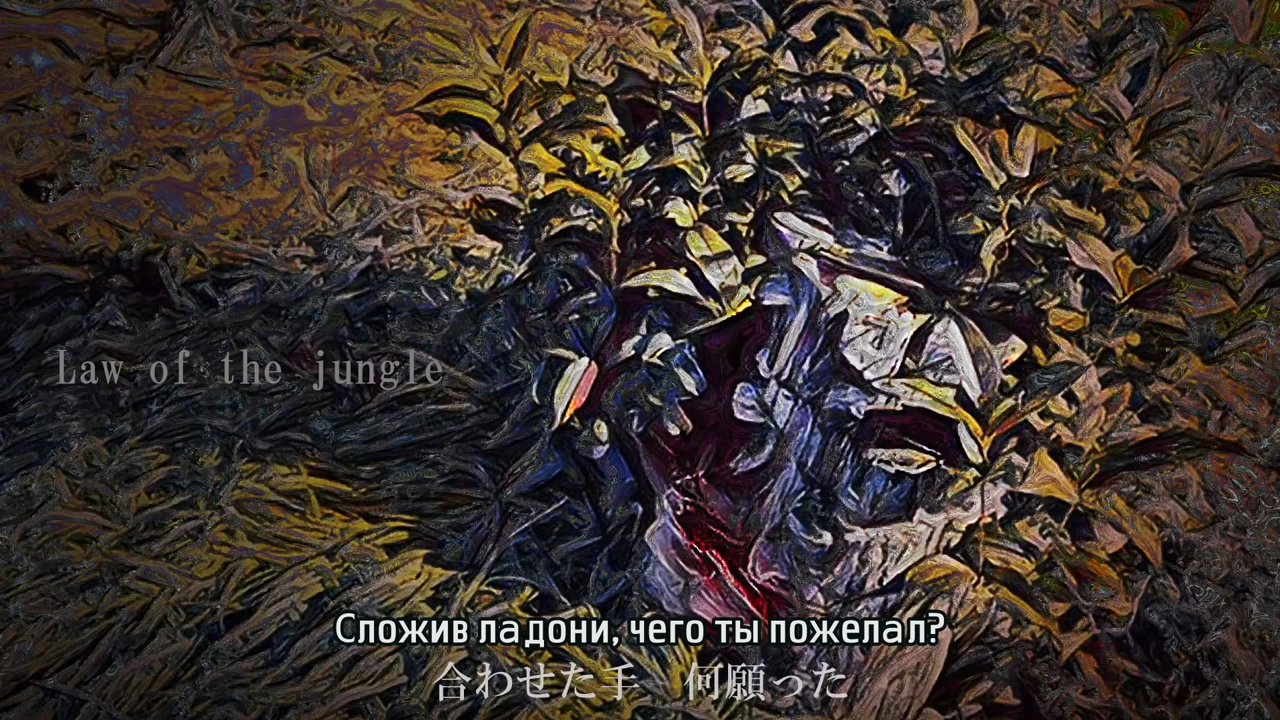 Law of the jungle
Сложив ладони, чего ты пожелал?
合わせた手　何願った